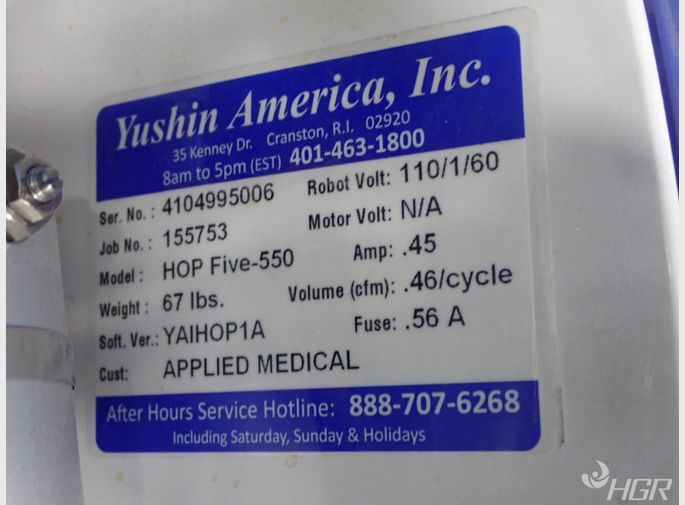 Yushin America, Inc.
35 Kenney Dr. Cranston, R.I. 02920
8am to 5pm (EST) 401-463-1800
Ser. No.: 4104995006 Robot Volt: 110/1/60
Job No.: 155753 Motor Volt: N/A
Model: HOP Five-550 Amp: .45
Weight: 67 lbs. Volume (cfm): .46/cycle
Soft. Ver.: YAIHOP1A Fuse: .56 A
Cust: APPLIED MEDICAL
After Hours Service Hotline: 888-707-6268
Including Saturday, Sunday & Holidays
HGR